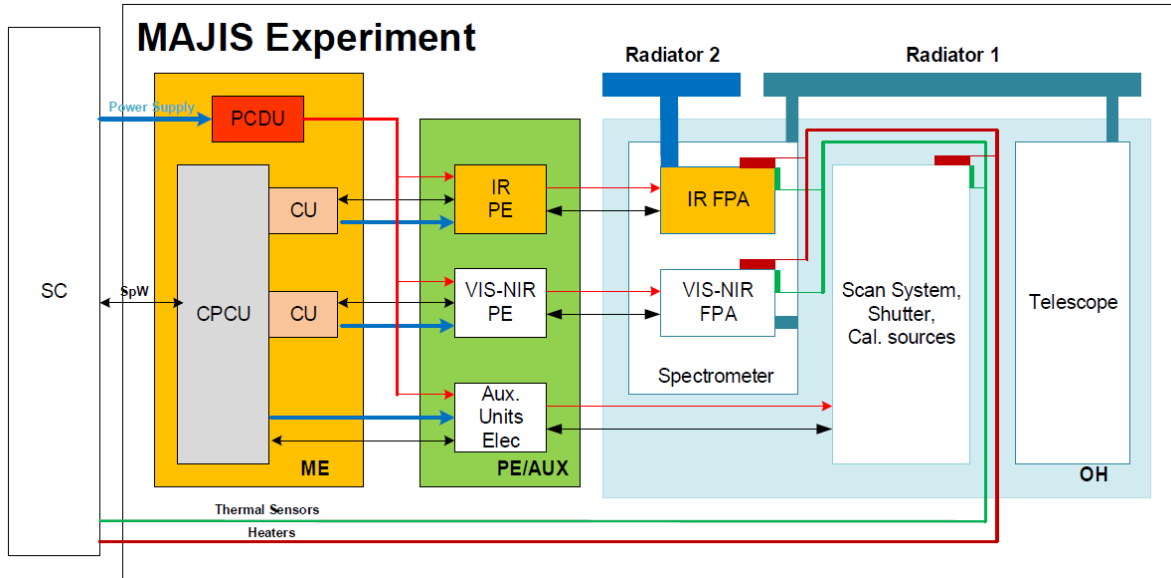 MAJIS Experiment
Radiator 2
Radiator 1
Power Supply
PCDU
IR
PE
IR FPA
CU
SC
SpW
CPCU
CU
VIS-NIR
PE
VIS-NIR
FPA
Scan System,
Shutter,
Cal. sources
Telescope
Spectrometer
Aux.
Units
Elec
ME
PE/AUX
OH
Thermal Sensors
Heaters